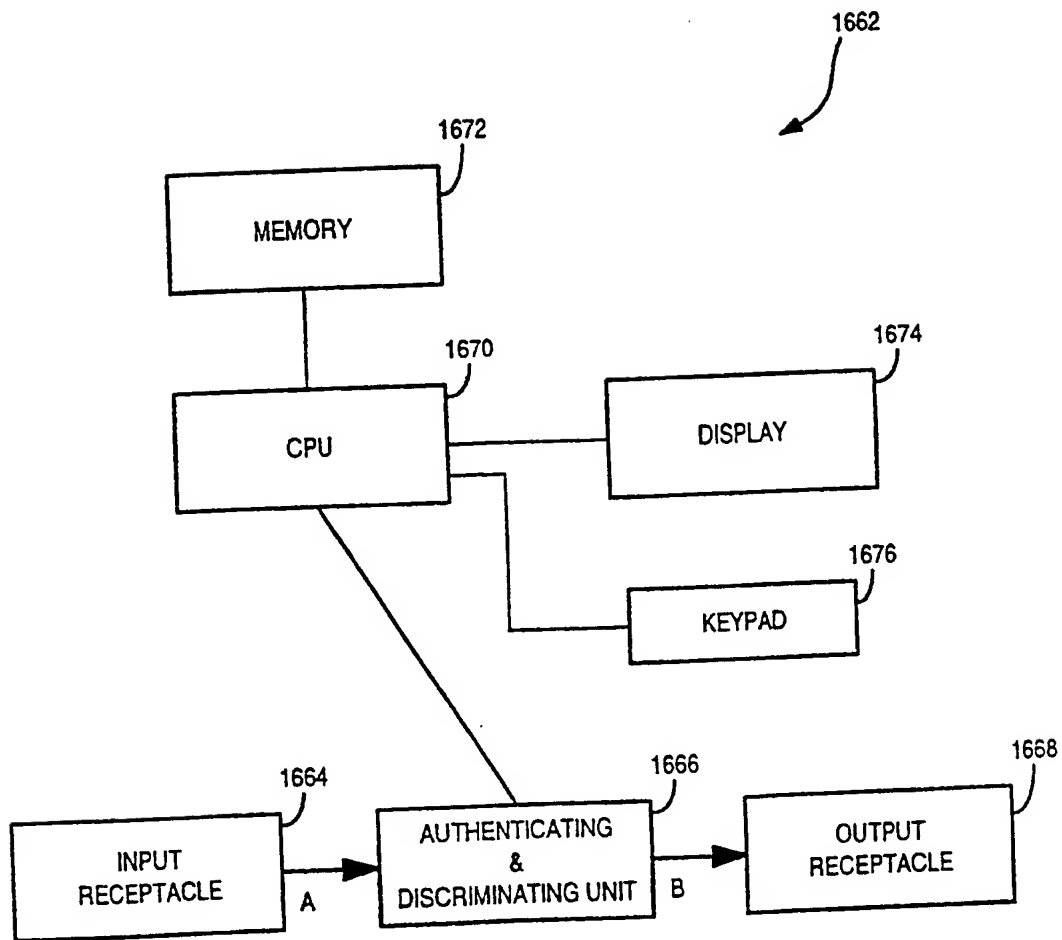 1662
1672
MEMORY
1670
CPU
1674
DISPLAY
1676
KEYPAD
1664
INPUT
RECEPTACLE
A
1666
AUTHENTICATING
&
DISCRIMINATING UNIT
B
1668
OUTPUT
RECEPTACLE